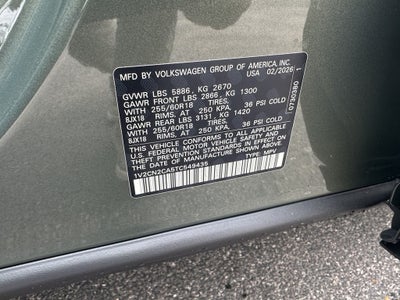 MFD. BY VOLKSWAGEN GROUP OF AMERICA, INC.
USA 02/2026
GVWR LBS 5886, KG 2670
GAWR FRONT LBS 2866, KG 1300
WITH 255/60R18 TIRES,
8JX18 RIMS, AT 250 KPA, 36 PSI COLD
GAWR REAR LBS 3131, KG 1420
WITH 255/60R18 TIRES,
8JX18 RIMS, AT 250 KPA, 36 PSI COLD
THIS VEHICLE CONFORMS TO ALL APPLICABLE
FEDERAL MOTOR VEHICLE SAFETY
STANDARDS IN EFFECT ON THE
DATE OF MANUFACTURE SHOWN ABOVE.
1V2CN2CA5TC549435 TYPE: MPV